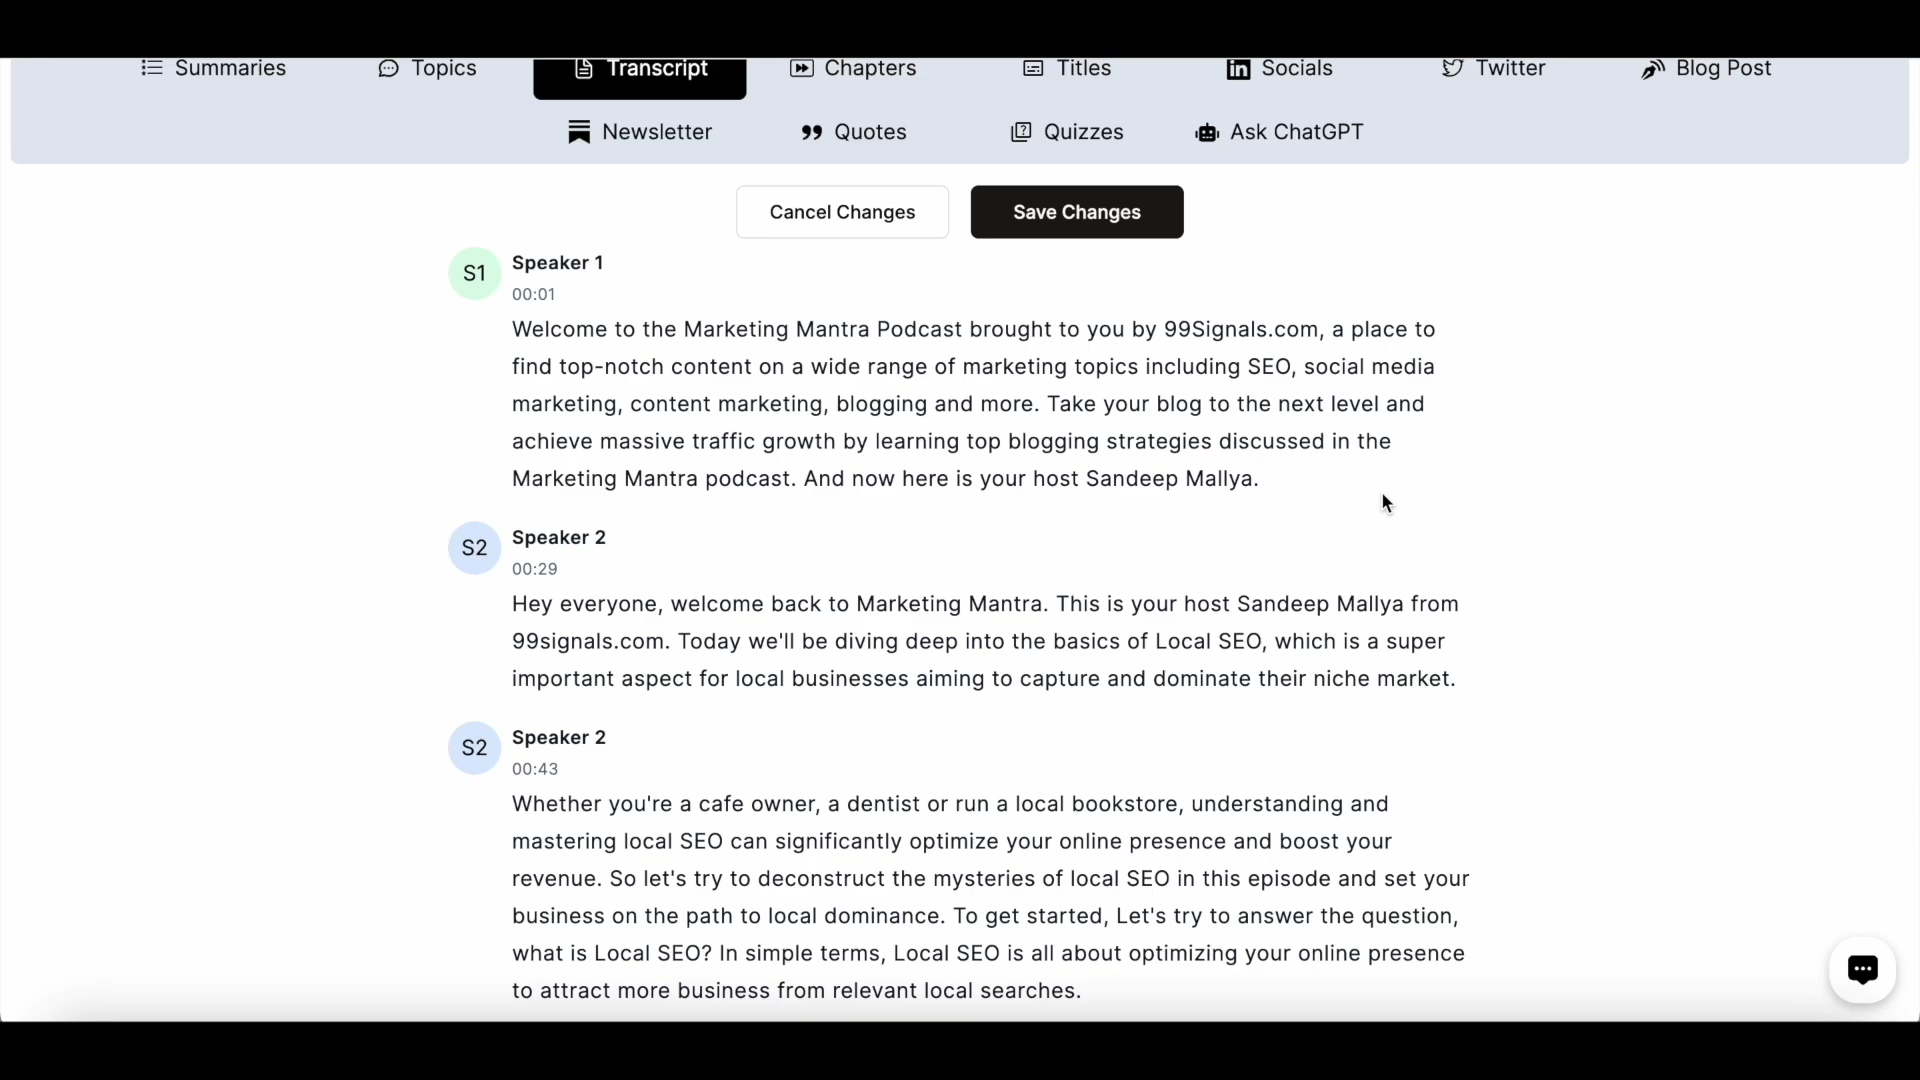 Summaries
Topics
Transcript
Chapters
Titles
Socials
Twitter
Blog Post
Newsletter
Quotes
Quizzes
Ask ChatGPT
Cancel Changes
Save Changes
S1
Speaker 1
00:01
Welcome to the Marketing Mantra Podcast brought to you by 99Signals.com, a place to
find top-notch content on a wide range of marketing topics including SEO, social media
marketing, content marketing, blogging and more. Take your blog to the next level and
achieve massive traffic growth by learning top blogging strategies discussed in the
Marketing Mantra podcast. And now here is your host Sandeep Mallya.
S2
Speaker 2
00:29
Hey everyone, welcome back to Marketing Mantra. This is your host Sandeep Mallya from
99signals.com. Today we'll be diving deep into the basics of Local SEO, which is a super
important aspect for local businesses aiming to capture and dominate their niche market.
S2
Speaker 2
00:43
Whether you're a cafe owner, a dentist or run a local bookstore, understanding and
mastering local SEO can significantly optimize your online presence and boost your
revenue. So let's try to deconstruct the mysteries of local SEO in this episode and set your
business on the path to local dominance. To get started, Let's try to answer the question,
what is Local SEO? In simple terms, Local SEO is all about optimizing your online presence
to attract more business from relevant local searches.